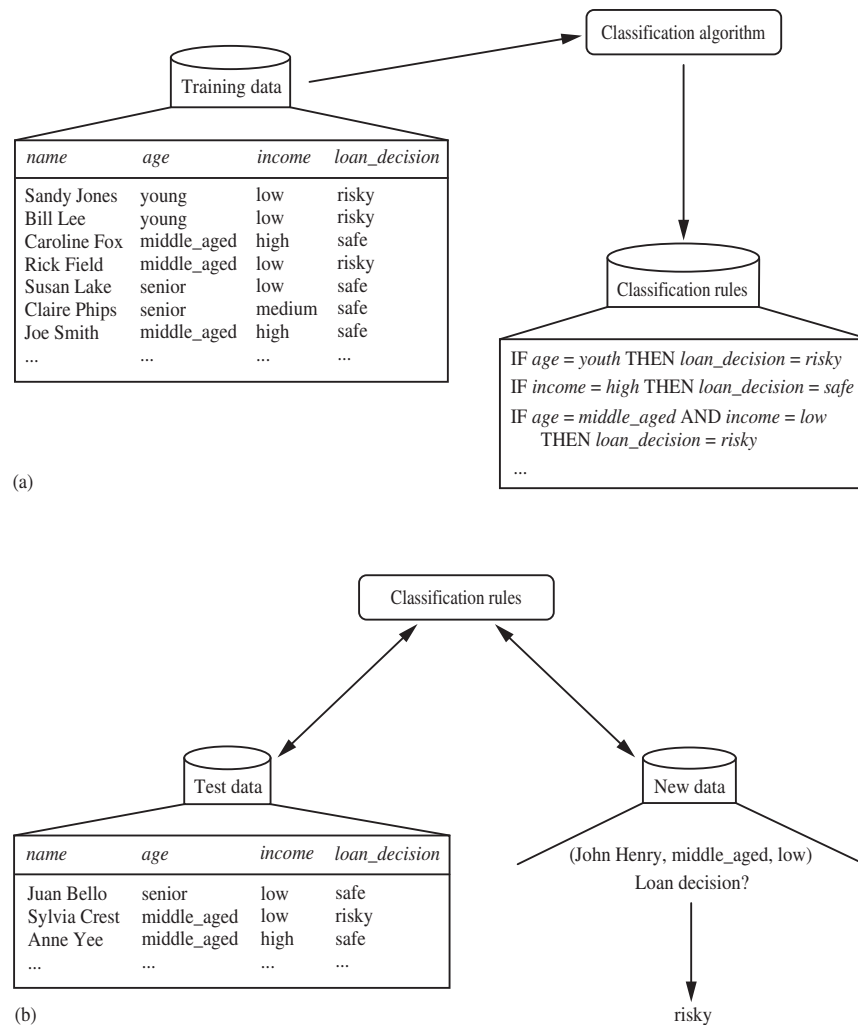 Classification algorithm
Training data
name age income loan_decision
Sandy Jones young low risky
Bill Lee young low risky
Caroline Fox middle_aged high safe
Rick Field middle_aged low risky
Susan Lake senior low safe
Claire Phips senior medium safe
Joe Smith middle_aged high safe
... ... ... ...
Classification rules
IF age = youth THEN loan_decision = risky
IF income = high THEN loan_decision = safe
IF age = middle_aged AND income = low
THEN loan_decision = risky
...
(a)
Classification rules
Test data
name age income loan_decision
Juan Bello senior low safe
Sylvia Crest middle_aged low risky
Anne Yee middle_aged high safe
... ... ... ...
New data
(John Henry, middle_aged, low)
Loan decision?
risky
(b)